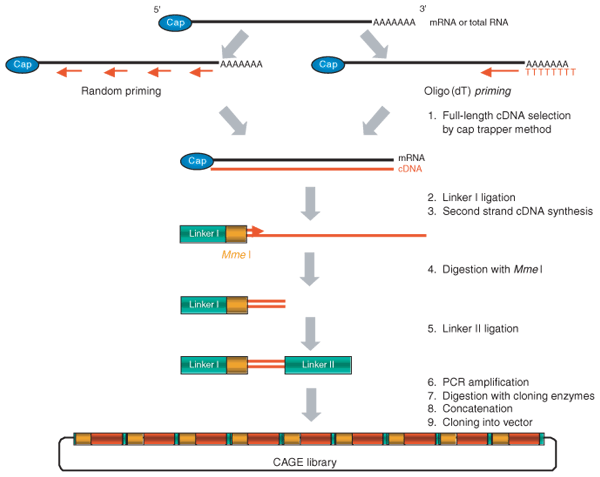 5'
3'
Cap
AAAAAAA
mRNA or total RNA
Cap
AAAAAAA
Cap
AAAAAAA
TTTTTTTT
Random priming
Oligo (dT) priming
1. Full-length cDNA selection
by cap trapper method
Cap
mRNA
cDNA
2. Linker I ligation
3. Second strand cDNA synthesis
Linker I
Mme I
4. Digestion with Mme I
Linker I
5. Linker II ligation
Linker I
Linker II
6. PCR amplification
7. Digestion with cloning enzymes
8. Concatenation
9. Cloning into vector
CAGE library